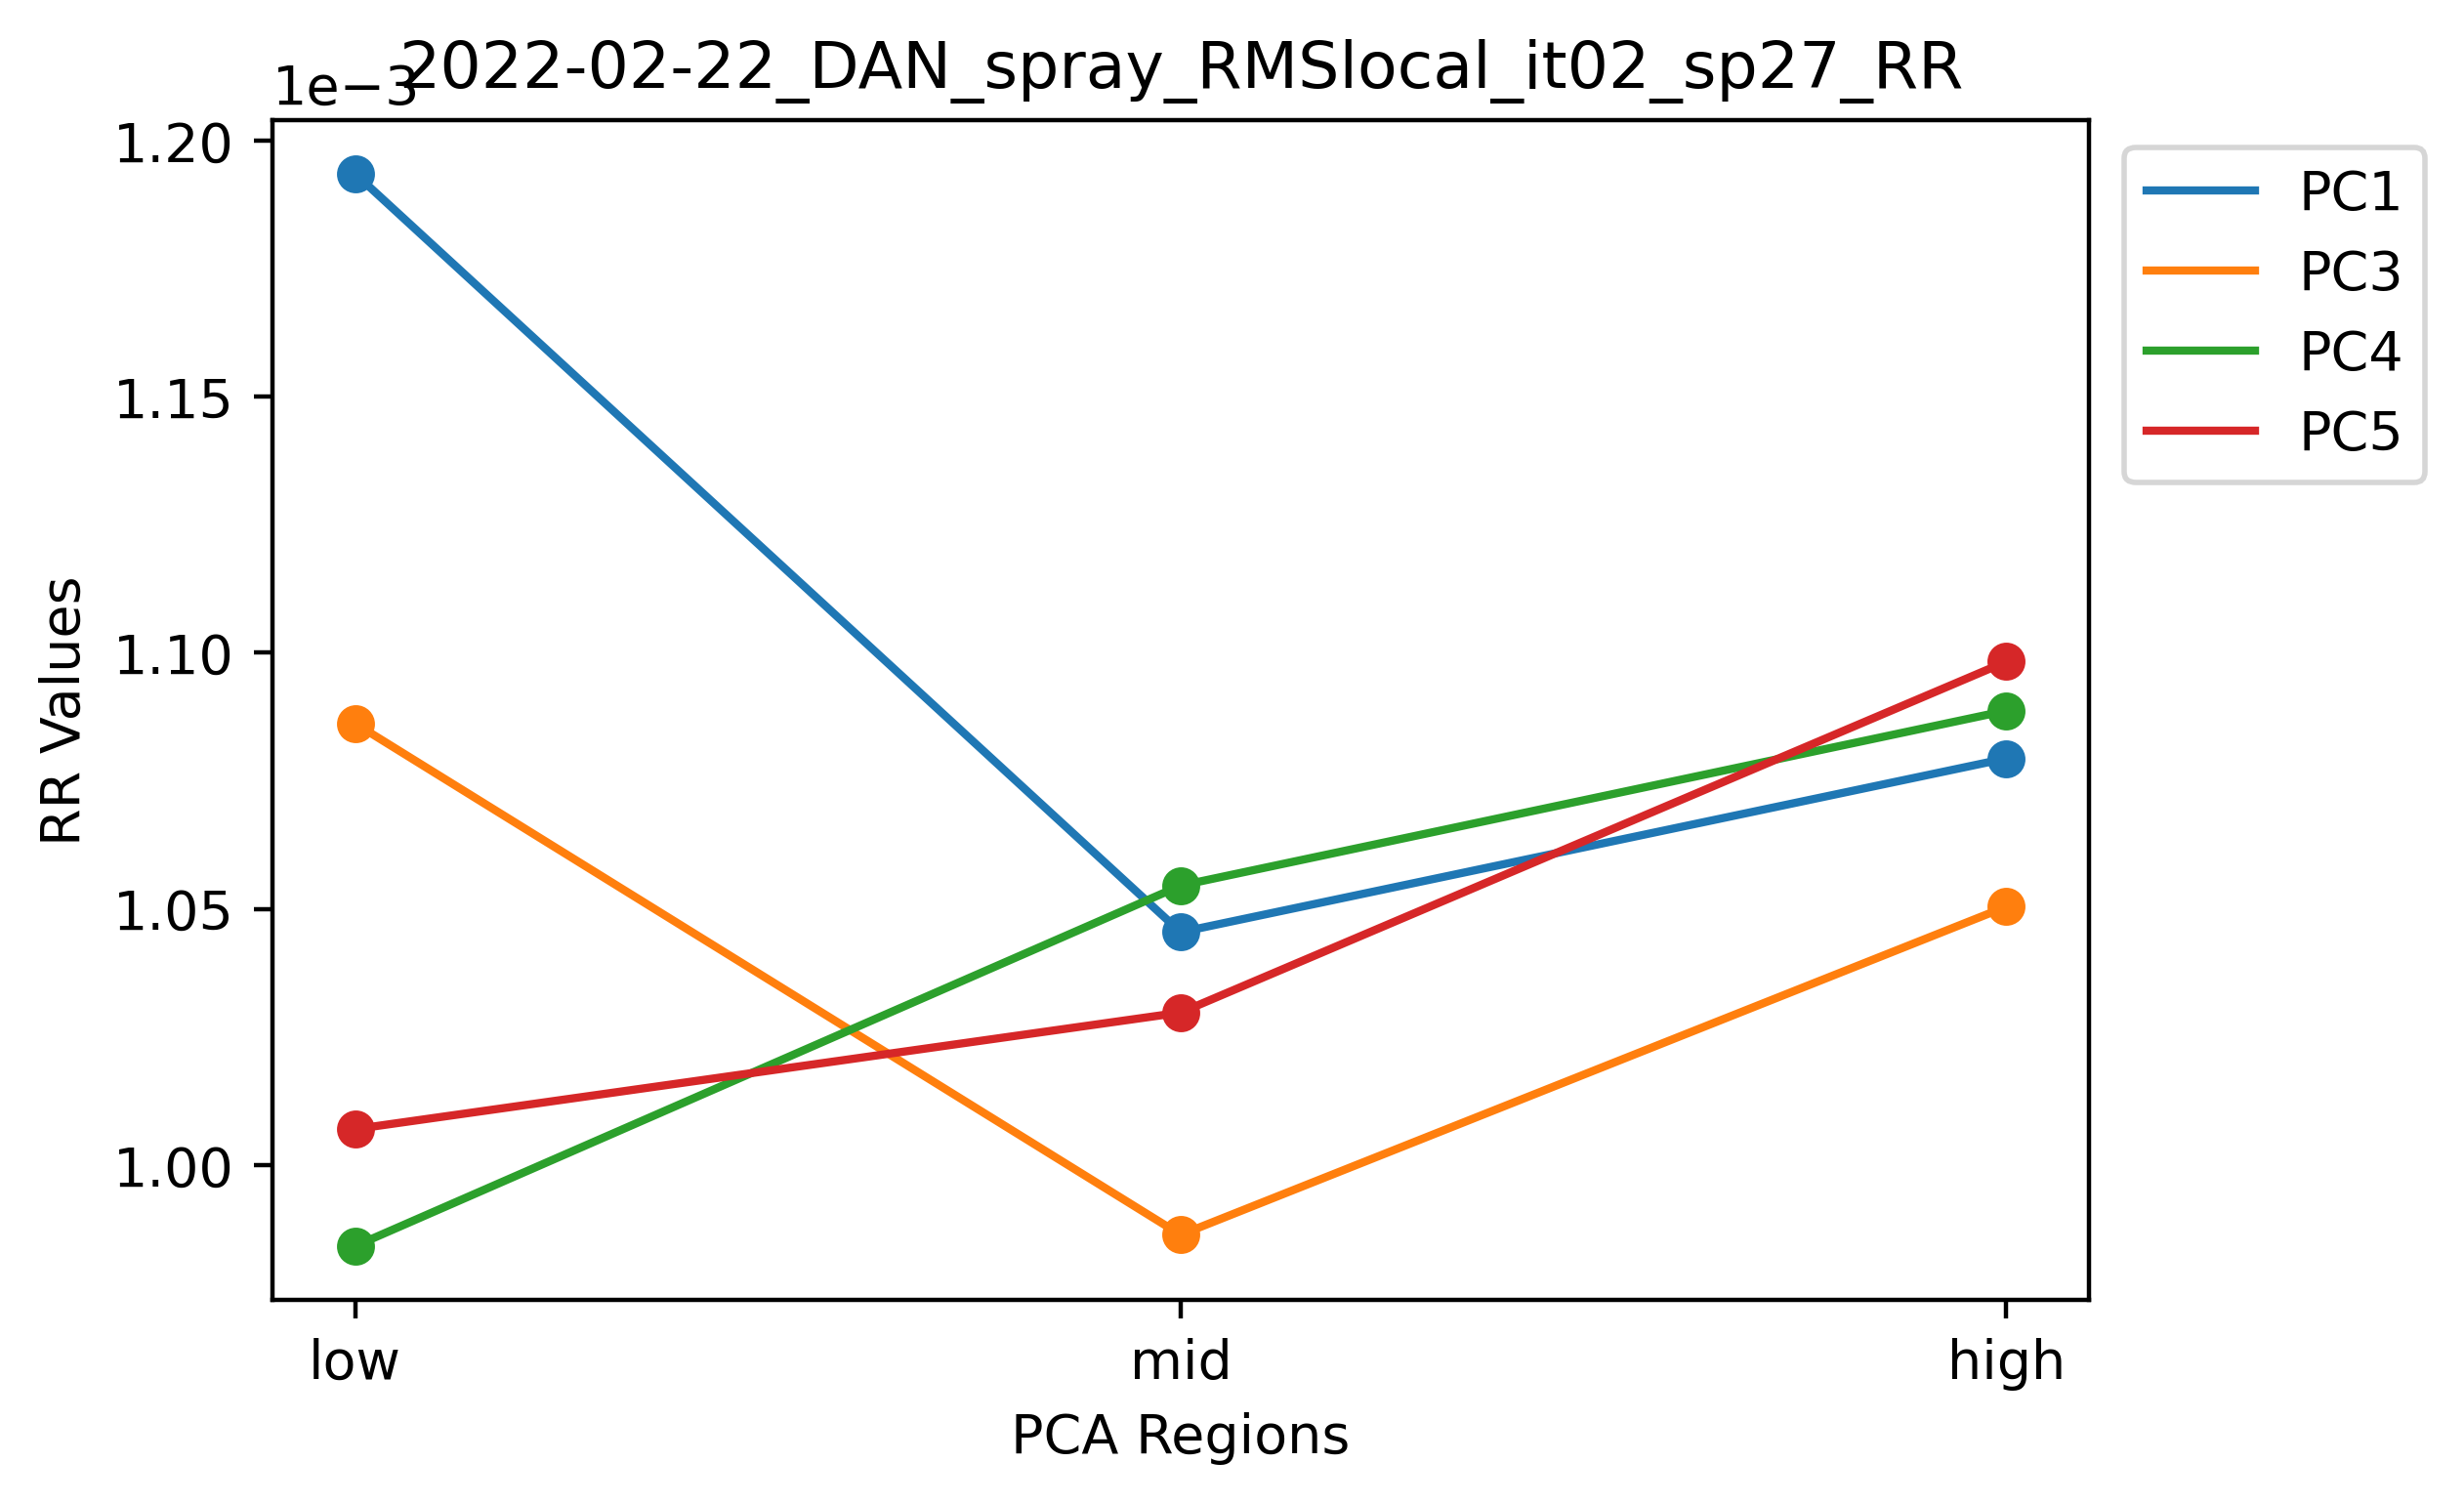 2022-02-22_DAN_spray_RMSlocal_it02_sp27_RR
1e−3
1.20
1.15
1.10
1.05
1.00
RR Values
low
mid
high
PCA Regions
PC1
PC3
PC4
PC5